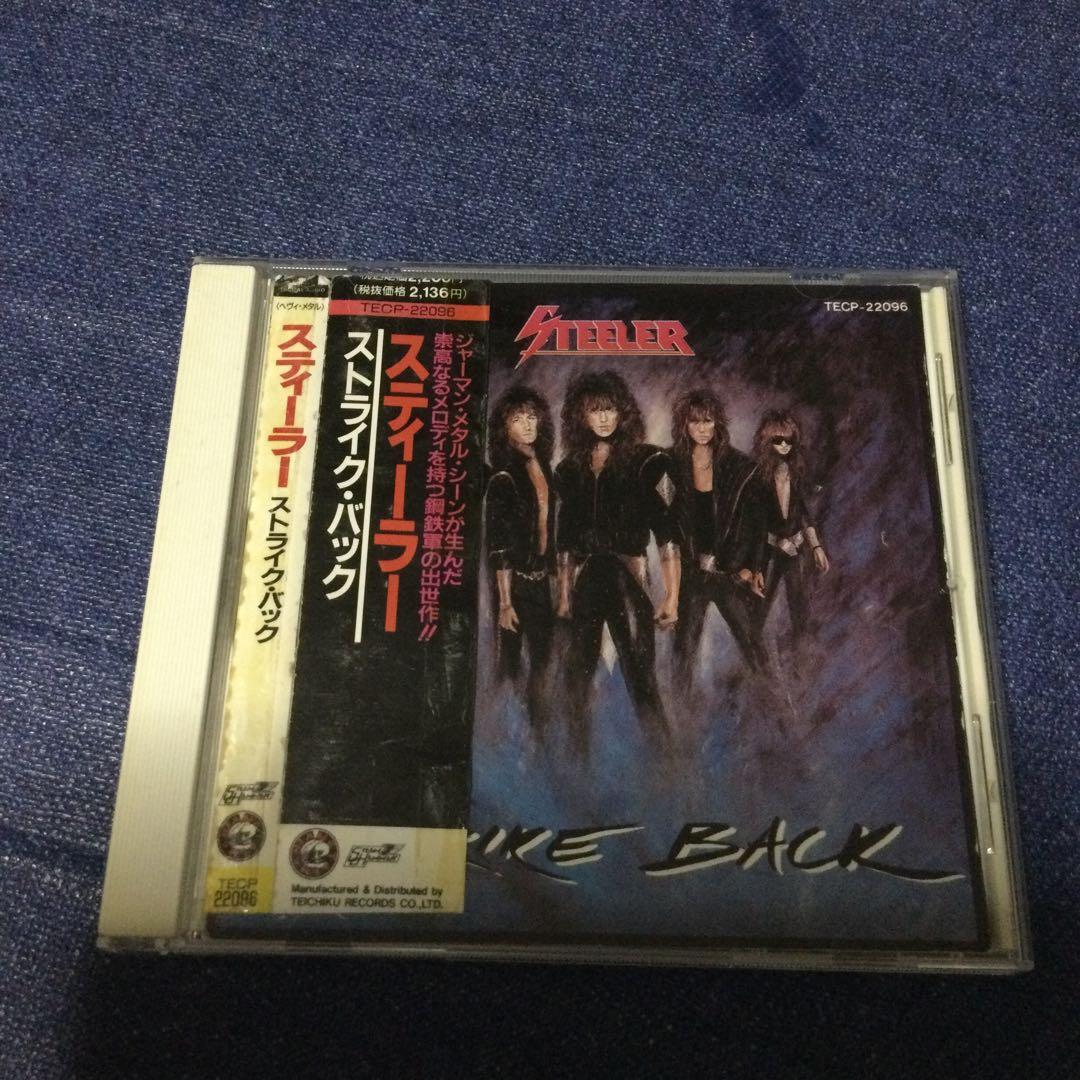 (ヘヴィ・メタル)
スティーラー
ストライク・バック
TECP
22096
(税抜価格 2,136円)
TECP-22096
ジャーマン・メタル・シーンが生んだ
崇高なるメロディを持つ鋼鉄軍の出世作!!
スティーラー
ストライク・バック
Manufactured & Distributed by
TEICHIKU RECORDS CO.,LTD.
TECP-22096
STEELER
BACK